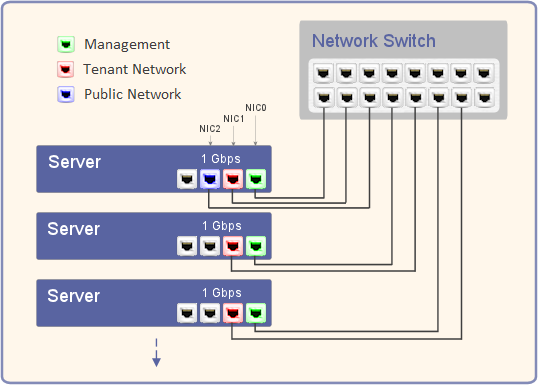 Management
Tenant Network
Public Network
Network Switch
NIC0
NIC1
NIC2
Server
1 Gbps
Server
1 Gbps
Server
1 Gbps